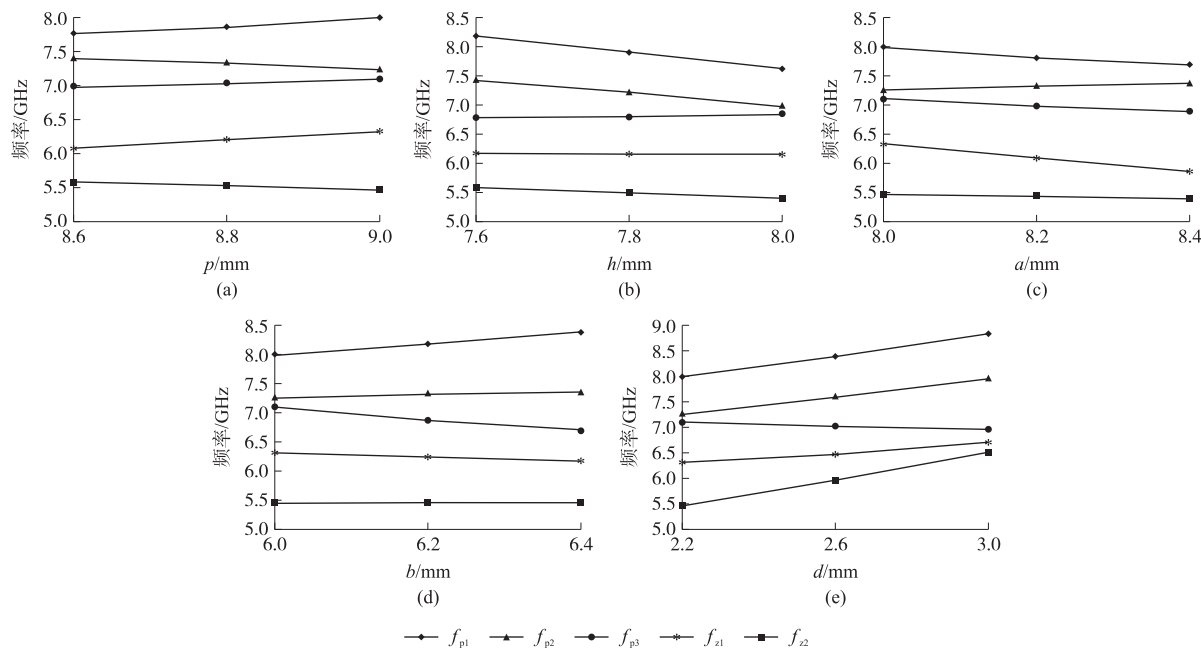 8.0
7.5
7.0
6.5
6.0
5.5
5.0
频率/GHz
8.6 8.8 9.0
p/mm
(a)
8.5
8.0
7.5
7.0
6.5
6.0
5.5
5.0
频率/GHz
7.6 7.8 8.0
h/mm
(b)
8.5
8.0
7.5
7.0
6.5
6.0
5.5
5.0
频率/GHz
8.0 8.2 8.4
a/mm
(c)
8.5
8.0
7.5
7.0
6.5
6.0
5.5
5.0
频率/GHz
6.0 6.2 6.4
b/mm
(d)
9.0
8.5
8.0
7.5
7.0
6.5
6.0
5.5
5.0
频率/GHz
2.2 2.6 3.0
d/mm
(e)
fp1 fp2 fp3 fz1 fz2